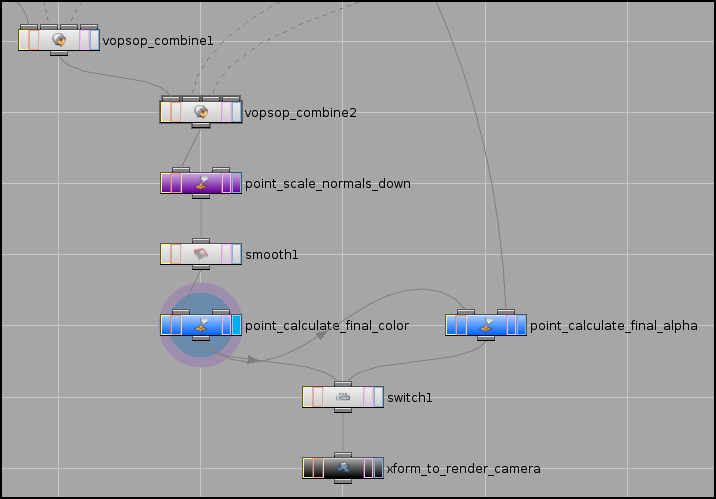 vopsop_combine1
vopsop_combine2
point_scale_normals_down
smooth1
point_calculate_final_color
point_calculate_final_alpha
switch1
xform_to_render_camera